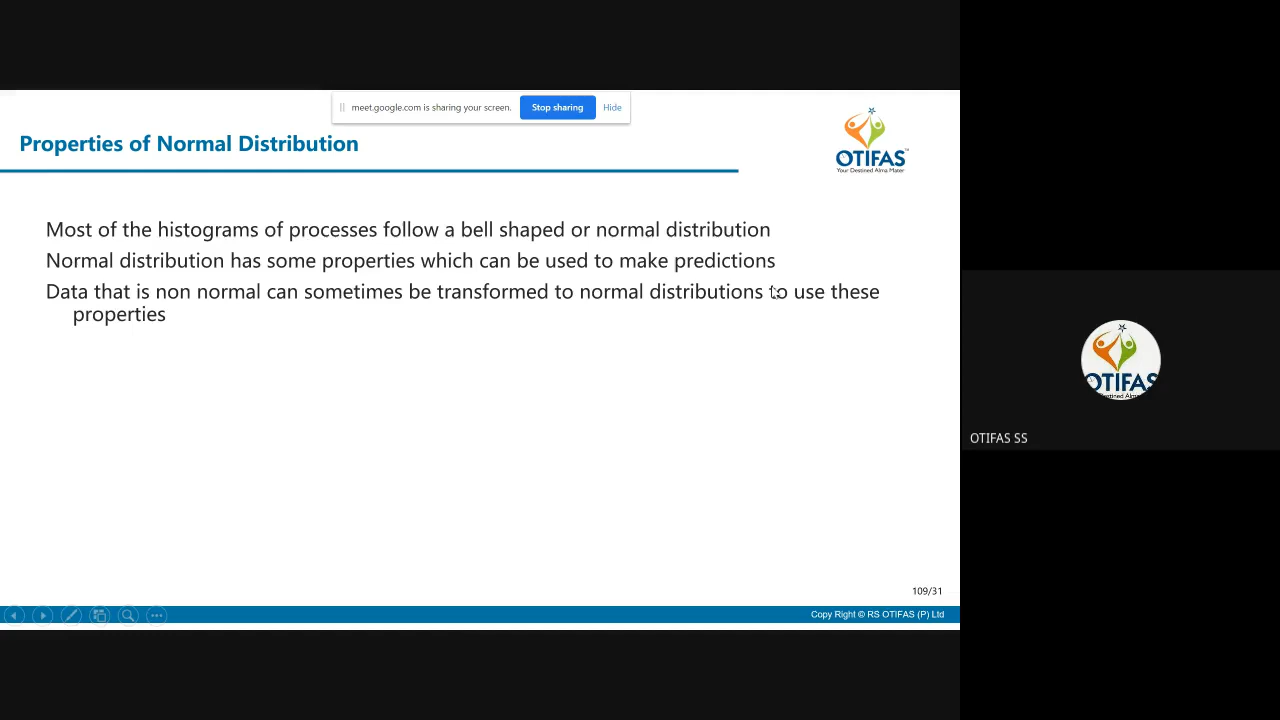 meet.google.com is sharing your screen.
Stop sharing
Hide
Properties of Normal Distribution
OTIFAS
Your Destined Alma Mater
Most of the histograms of processes follow a bell shaped or normal distribution
Normal distribution has some properties which can be used to make predictions
Data that is non normal can sometimes be transformed to normal distributions to use these
properties
109/31
Copy Right © RS OTIFAS (P) Ltd
OTIFAS
OTIFAS SS